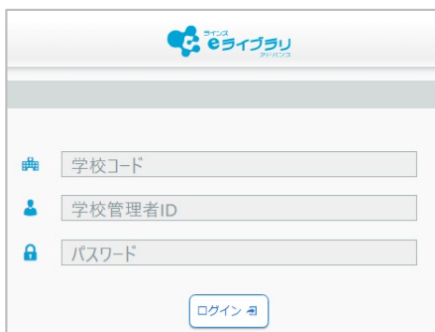 ラインズ
eライブラリ
アドバンス
学校コード
学校管理者ID
パスワード
ログイン